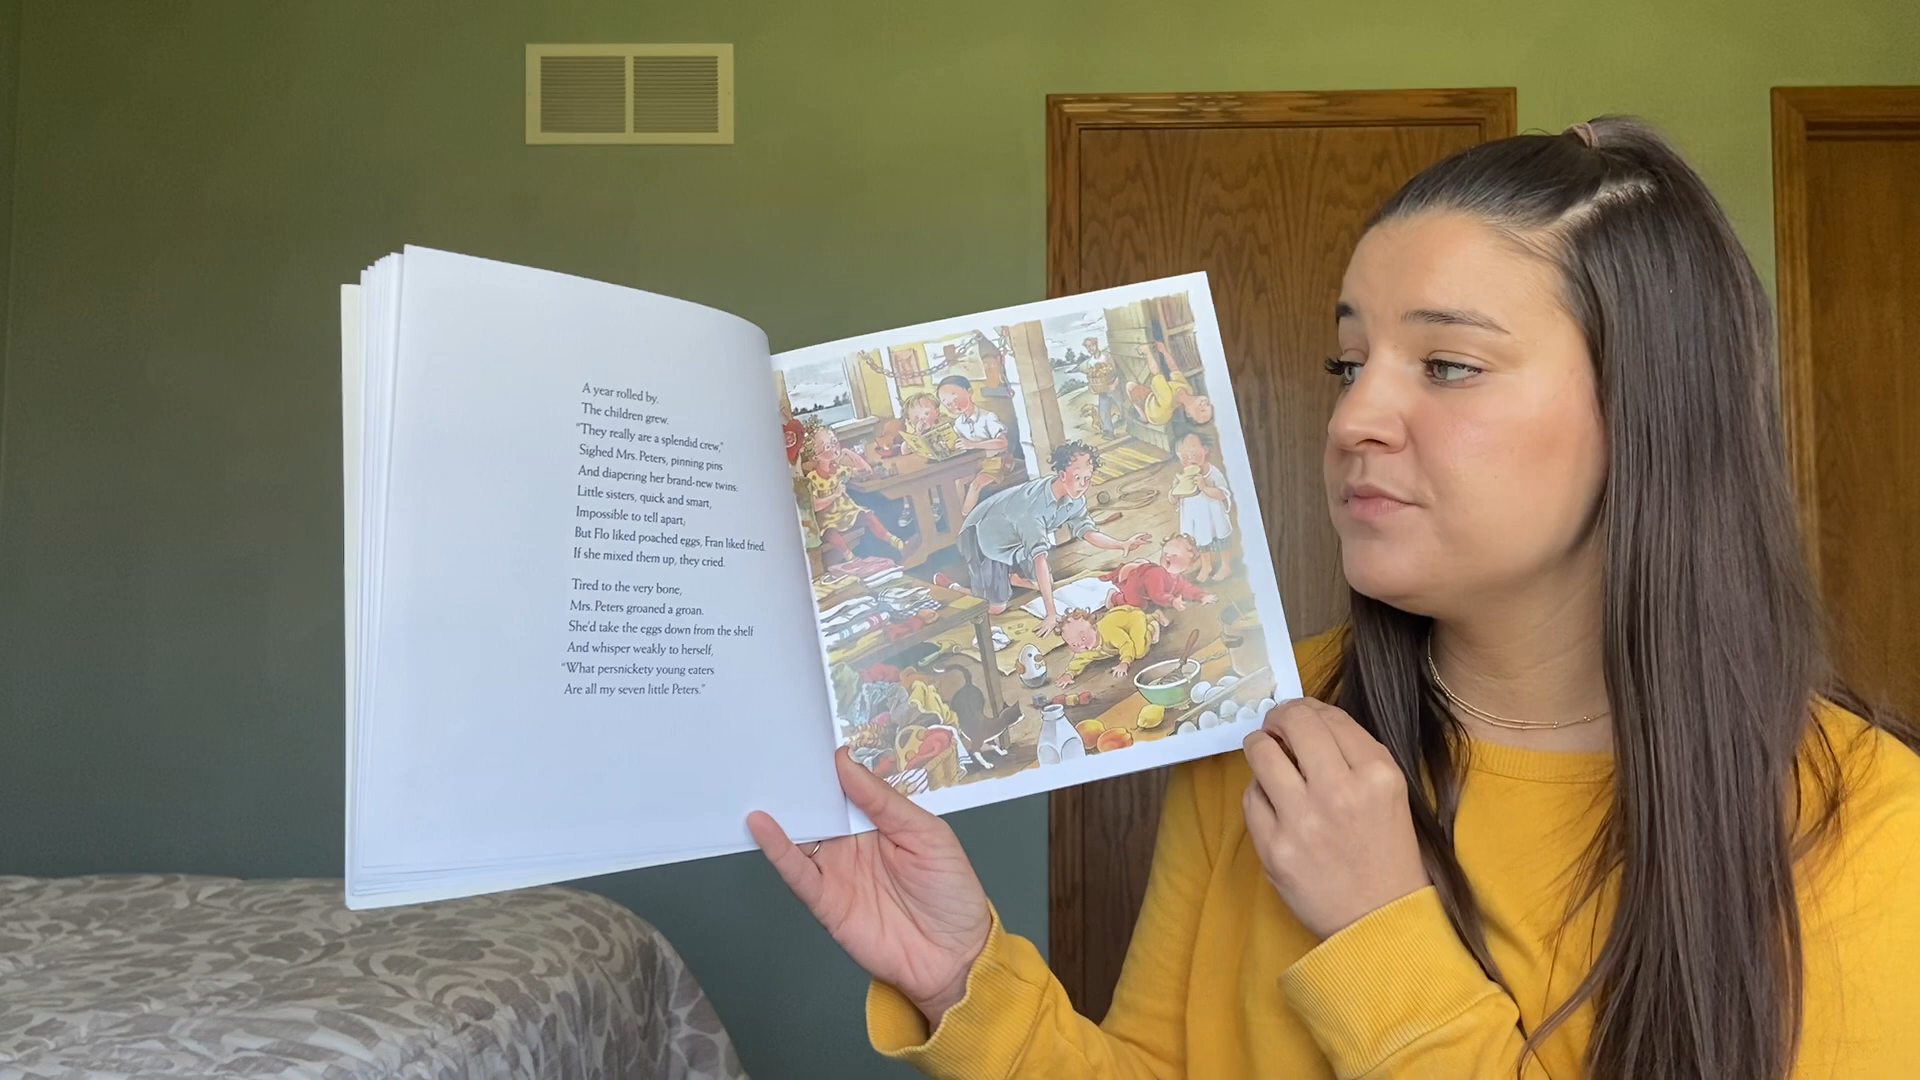 A year rolled by.
The children grew.
“They really are a splendid crew,”
Sighed Mrs. Peters, pinning pins
And diapering her brand-new twins:
Little sisters, quick and smart,
Impossible to tell apart;
But Flo liked poached eggs, Fran liked fried.
If she mixed them up, they cried.
Tired to the very bone,
Mrs. Peters groaned a groan.
She’d take the eggs down from the shelf
And whisper weakly to herself,
“What persnickety young eaters
Are all my seven little Peters.”